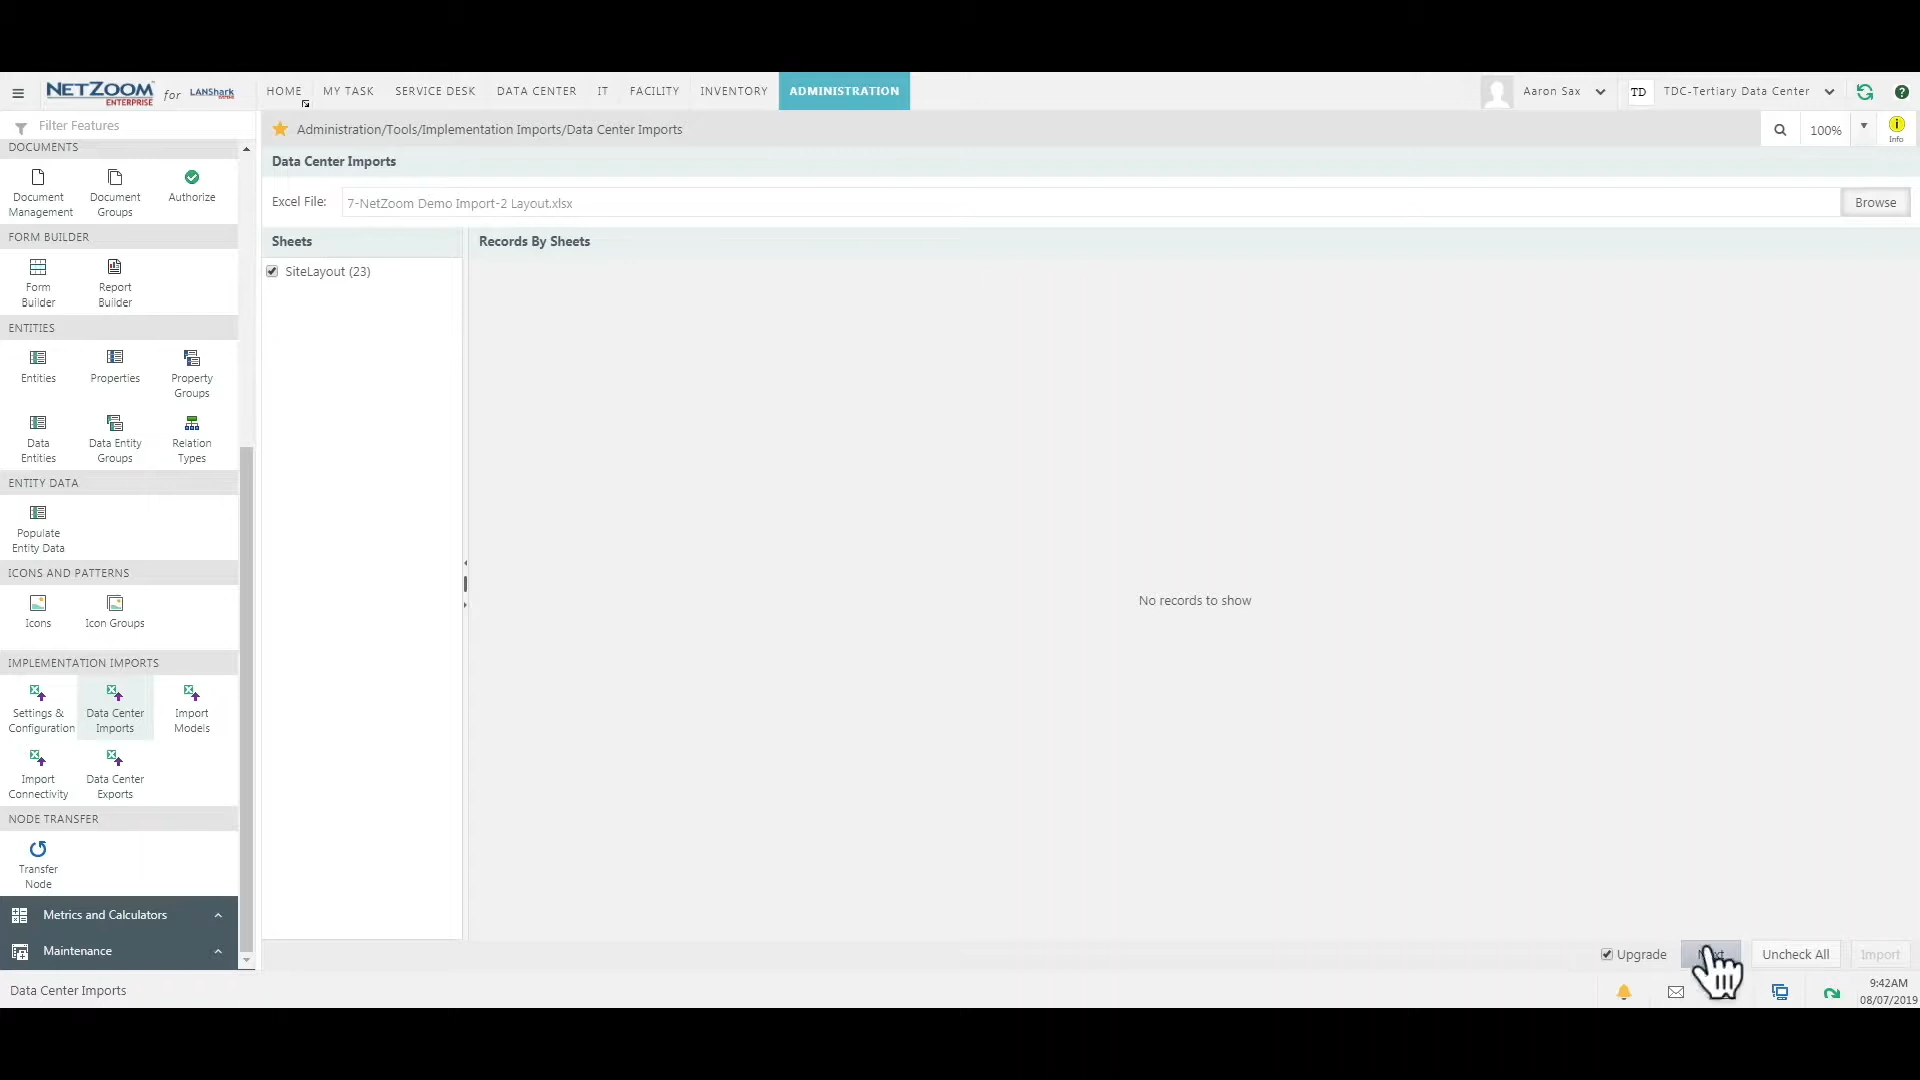 NETZOOM ENTERPRISE for LANShark
HOME MY TASK SERVICE DESK DATA CENTER IT FACILITY INVENTORY ADMINISTRATION
Aaron Sax
TD TDC-Tertiary Data Center
Filter Features
Administration/Tools/Implementation Imports/Data Center Imports
100%
Info
DOCUMENTS
Document Management
Document Groups
Authorize
FORM BUILDER
Form Builder
Report Builder
ENTITIES
Entities
Properties
Property Groups
Data Entities
Data Entity Groups
Relation Types
ENTITY DATA
Populate Entity Data
ICONS AND PATTERNS
Icons
Icon Groups
IMPLEMENTATION IMPORTS
Settings & Configuration
Data Center Imports
Import Models
Import Connectivity
Data Center Exports
NODE TRANSFER
Transfer Node
Metrics and Calculators
Maintenance
Data Center Imports
Excel File: 7-NetZoom Demo Import-2 Layout.xlsx Browse
Sheets
SiteLayout (23)
Records By Sheets
No records to show
Upgrade Uncheck All Import
Data Center Imports
9:42AM
08/07/2019